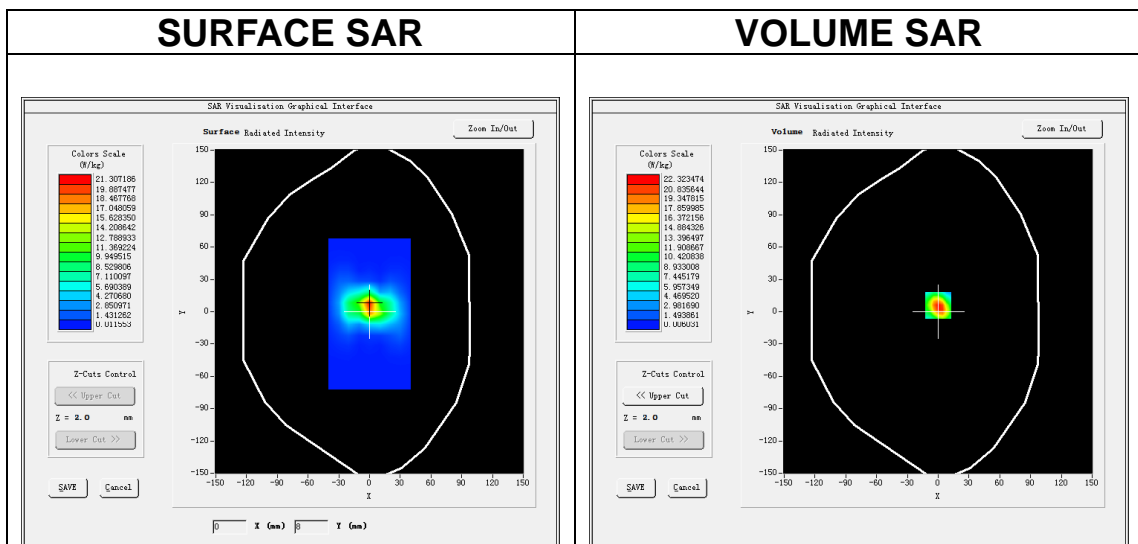 SURFACE SAR
VOLUME SAR
SAR Visualisation Graphical Interface
Surface Radiated Intensity
Zoom In/Out
Colors Scale
(W/kg)
21.307186
19.887477
18.467768
17.048059
15.628350
14.208642
12.788933
11.369224
9.949515
8.529806
7.110097
5.690389
4.270680
2.850971
1.431262
0.011553
Z-Cuts Control
<< Upper Cut
Z = 2.0 mm
Lower Cut >>
SAVE
Cancel
150
120
90
60
30
0
-30
-60
-90
-120
-150
Y
-150 -120 -90 -60 -30 0 30 60 90 120 150
X
0 X (mm) 8 Y (mm)
SAR Visualisation Graphical Interface
Volume Radiated Intensity
Zoom In/Out
Colors Scale
(W/kg)
22.323474
20.835644
19.347815
17.859985
16.372156
14.884326
13.396497
11.908667
10.420838
8.933008
7.445179
5.957349
4.469520
2.981690
1.493861
0.006031
Z-Cuts Control
<< Upper Cut
Z = 2.0 mm
Lower Cut >>
SAVE
Cancel
150
120
90
60
30
0
-30
-60
-90
-120
-150
Y
-150 -120 -90 -60 -30 0 30 60 90 120 150
X